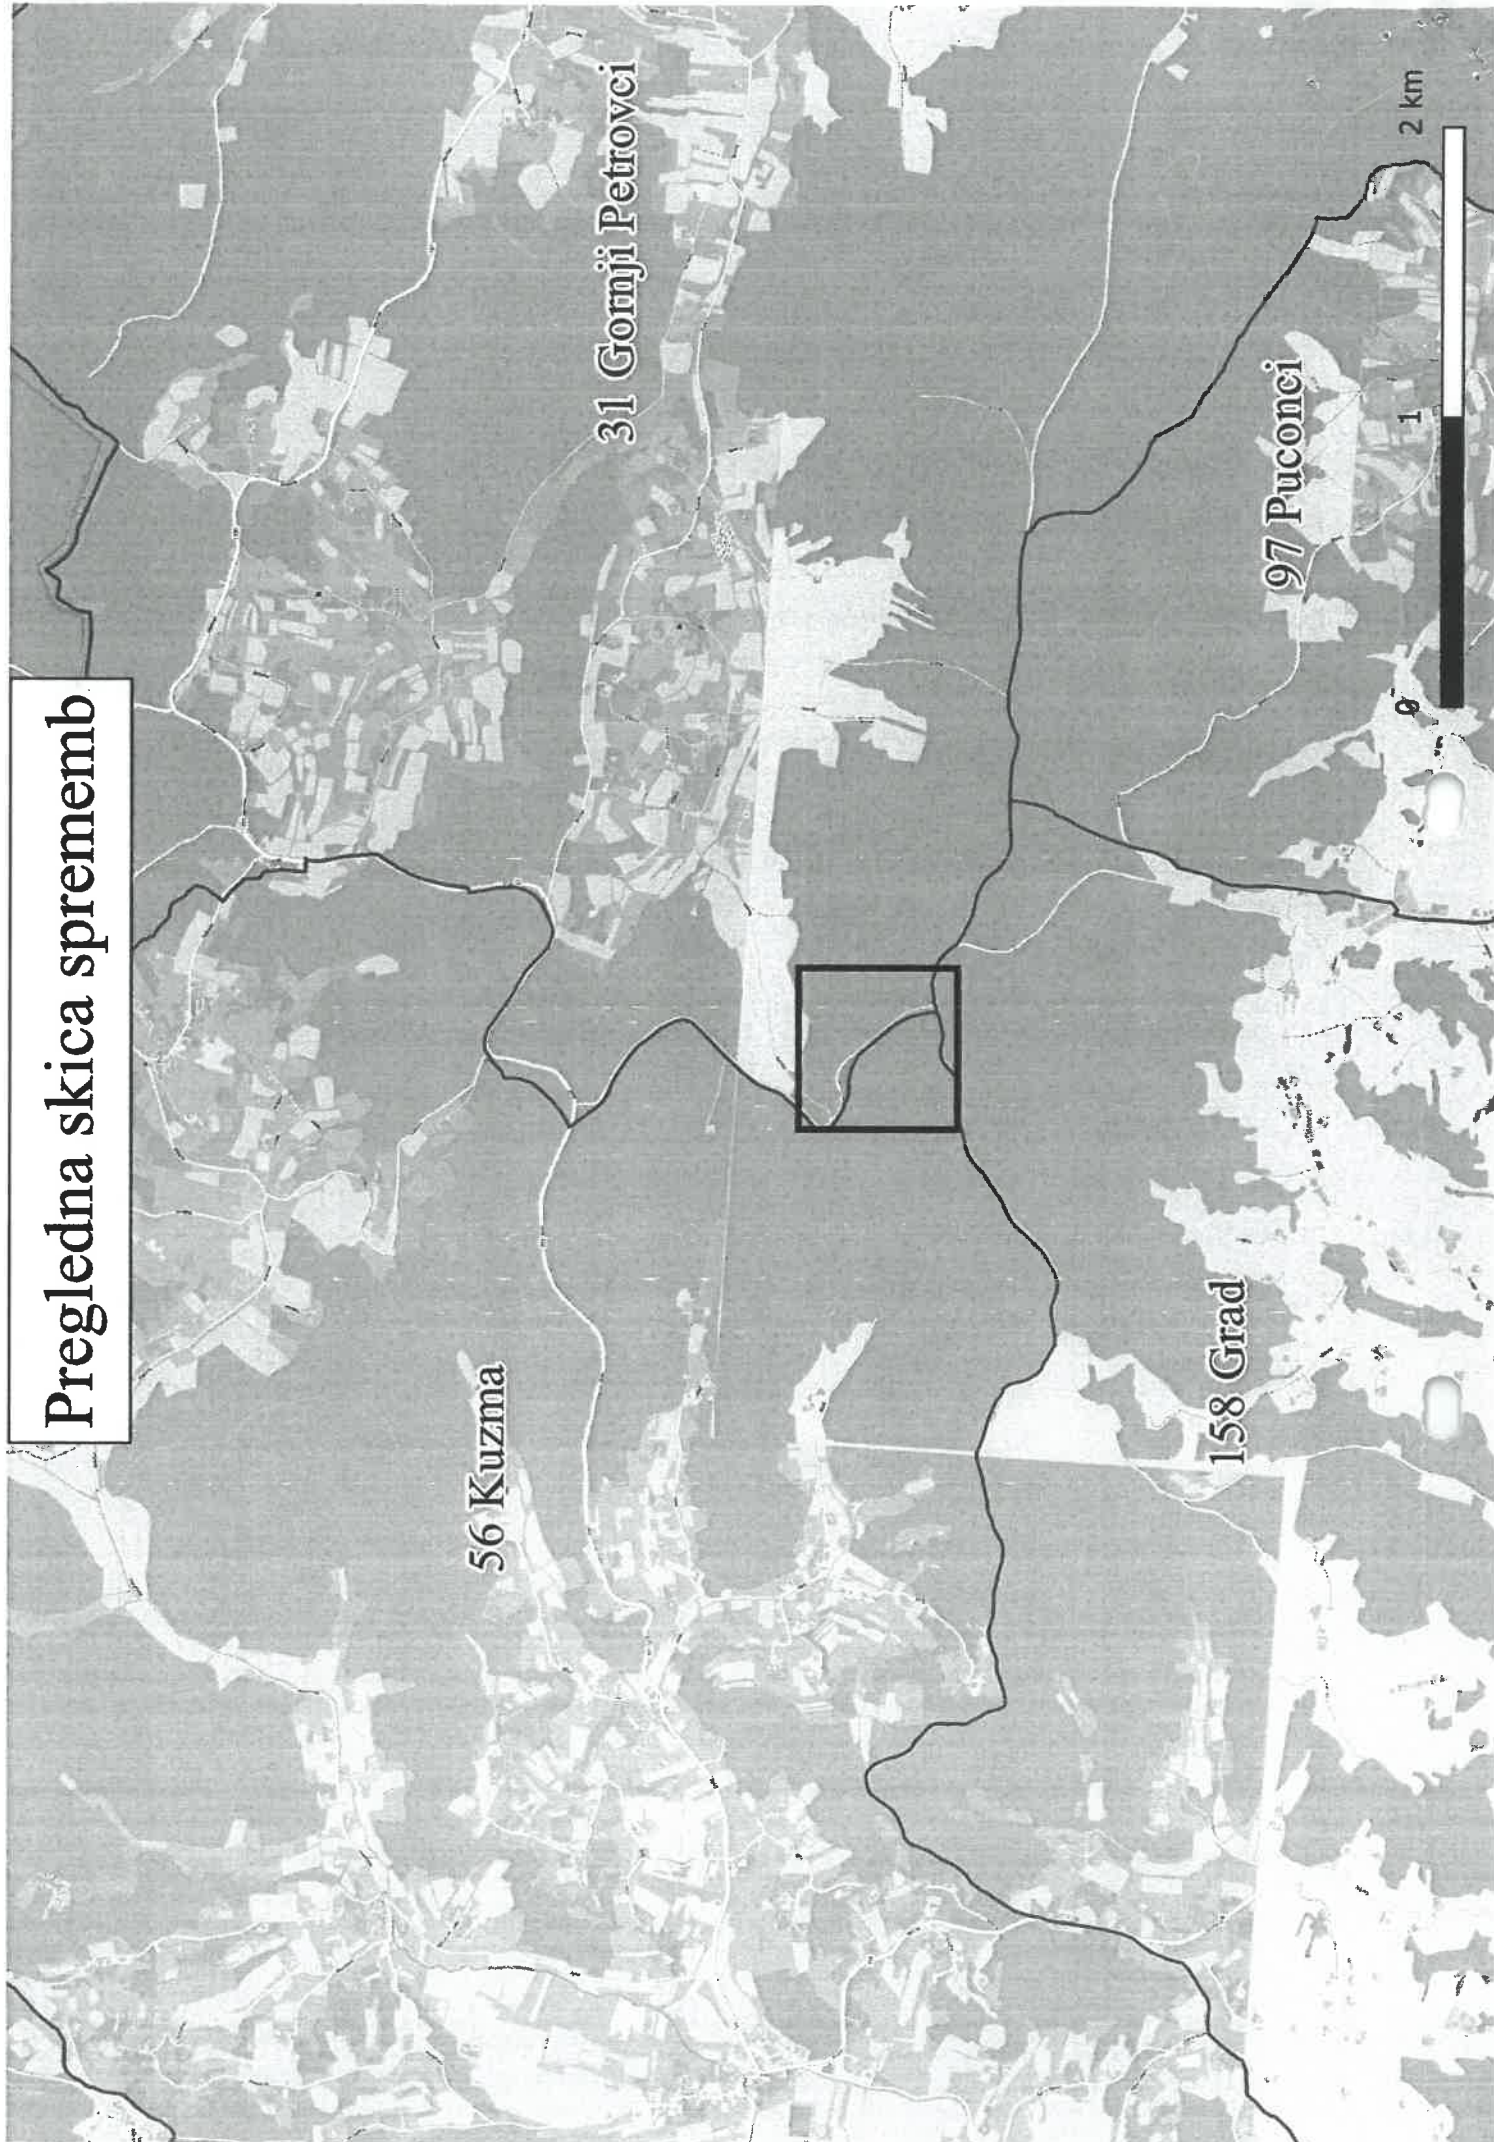 Pregledna skica sprememb
56 Kuzma
31 Gornji Petrovci
158 Grad
97 Puconci
0 1 2 km